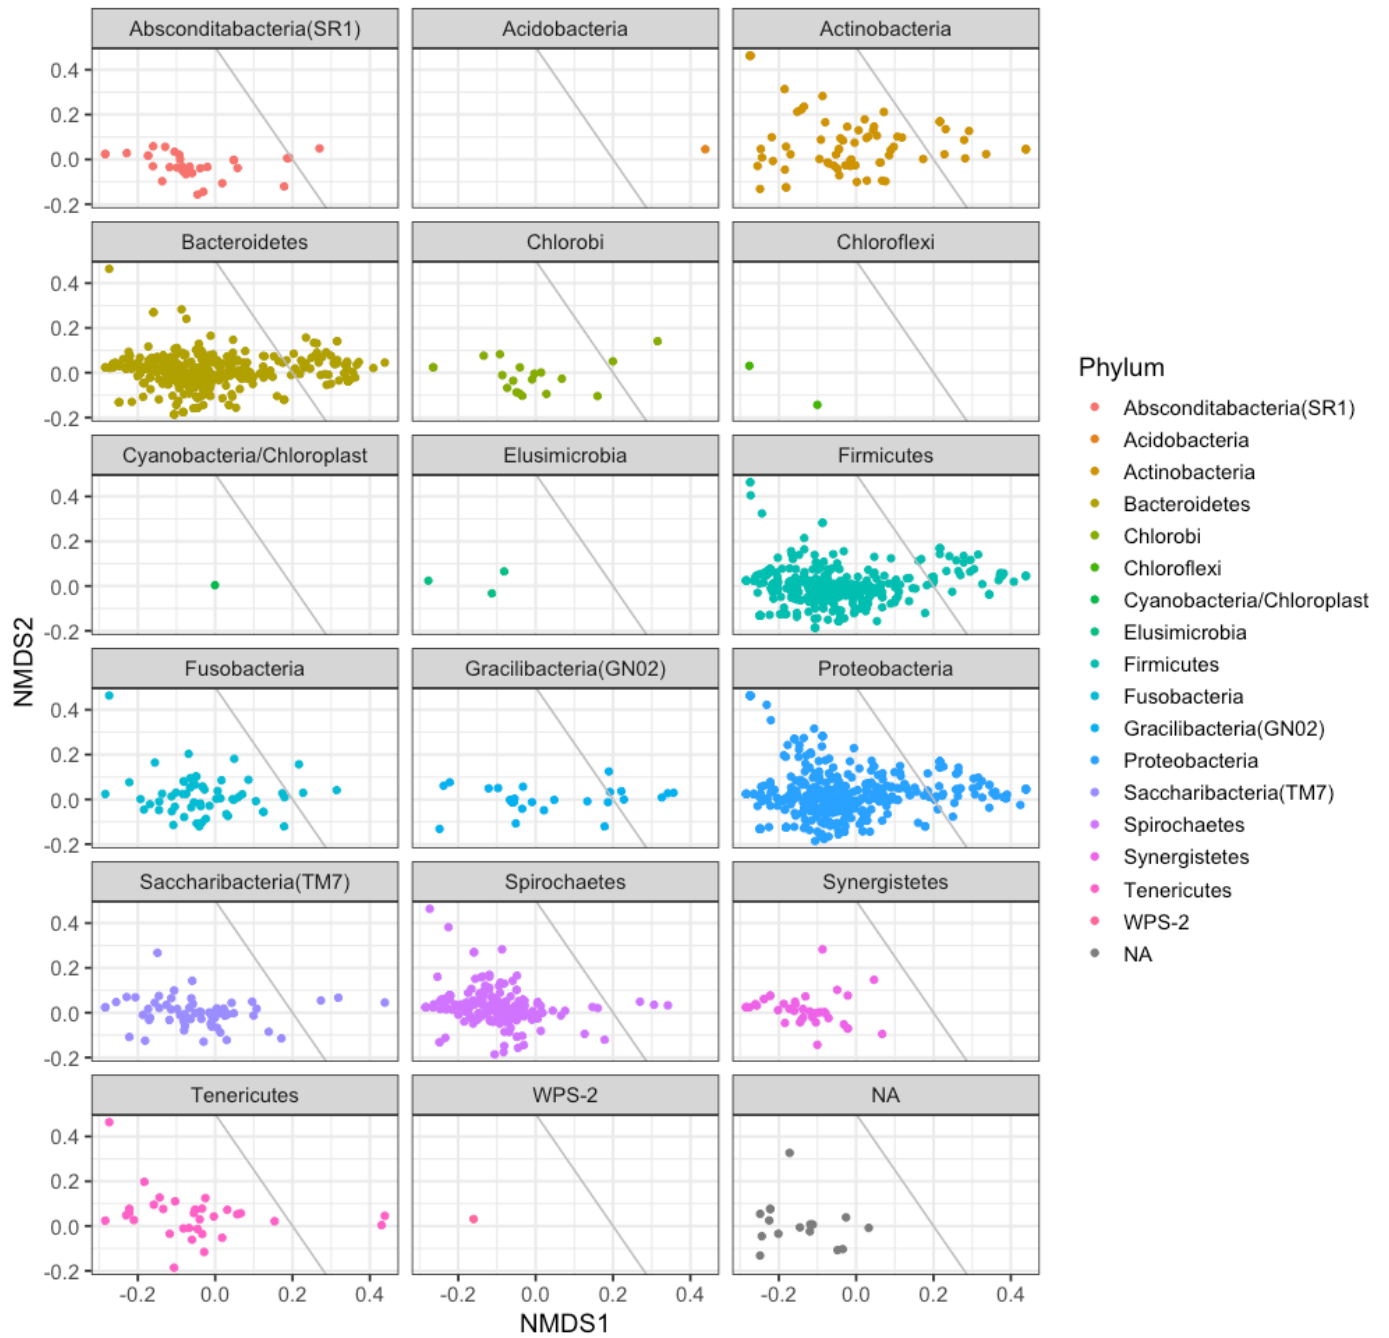 Absconditabacteria(SR1) Acidobacteria Actinobacteria
0.4
0.2
0.0
-0.2
Bacteroidetes Chlorobi Chloroflexi
0.4
0.2
0.0
-0.2
Cyanobacteria/Chloroplast Elusimicrobia Firmicutes
0.4
0.2
0.0
-0.2
Fusobacteria Gracilibacteria(GN02) Proteobacteria
0.4
0.2
0.0
-0.2
Saccharibacteria(TM7) Spirochaetes Synergistetes
0.4
0.2
0.0
-0.2
Tenericutes WPS-2 NA
0.4
0.2
0.0
-0.2
-0.2 0.0 0.2 0.4 -0.2 0.0 0.2 0.4 -0.2 0.0 0.2 0.4
NMDS1
NMDS2
Phylum
Absconditabacteria(SR1)
Acidobacteria
Actinobacteria
Bacteroidetes
Chlorobi
Chloroflexi
Cyanobacteria/Chloroplast
Elusimicrobia
Firmicutes
Fusobacteria
Gracilibacteria(GN02)
Proteobacteria
Saccharibacteria(TM7)
Spirochaetes
Synergistetes
Tenericutes
WPS-2
NA